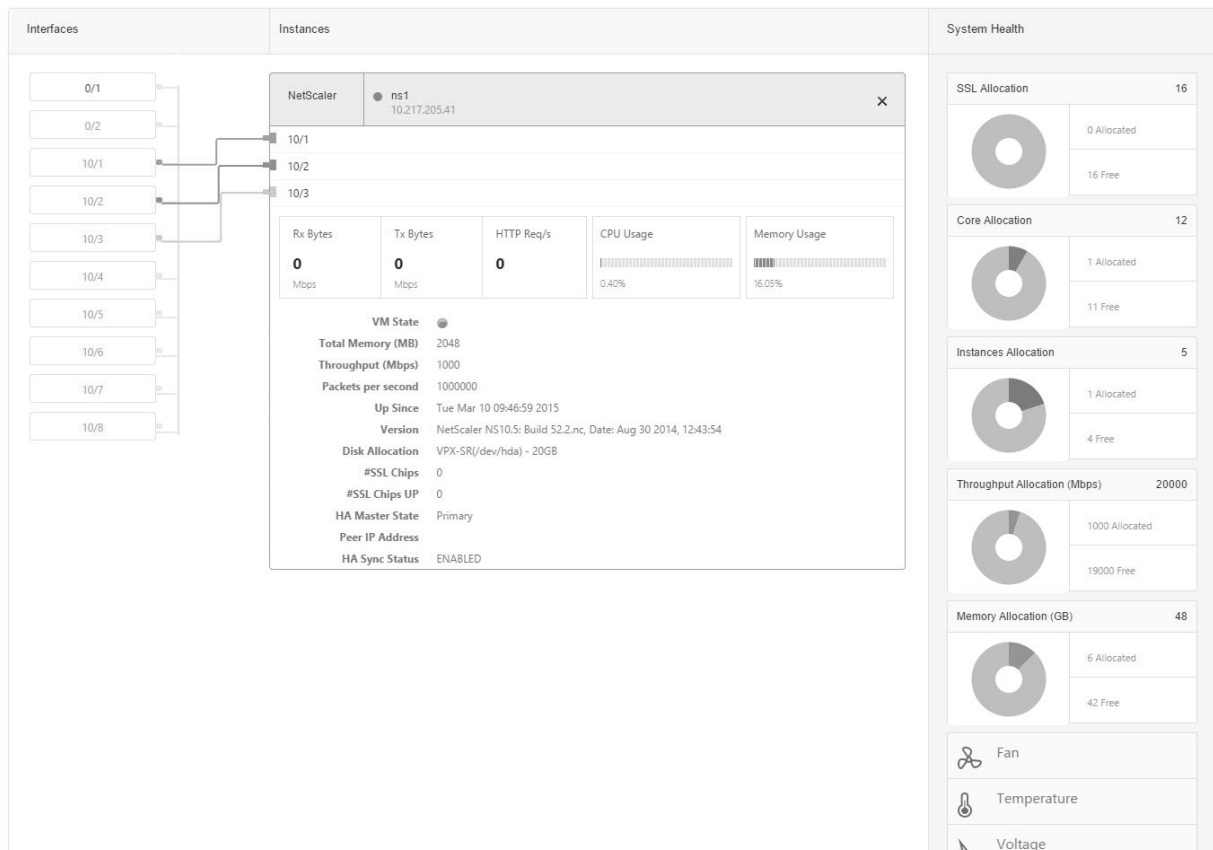 Interfaces
Instances
System Health
0/1
0/2
10/1
10/2
10/3
10/4
10/5
10/6
10/7
10/8
NetScaler
ns1
10.217.205.41
10/1
10/2
10/3
Rx Bytes
0
Mbps
Tx Bytes
0
Mbps
HTTP Req/s
0
CPU Usage
0.40%
Memory Usage
16.05%
VM State
Total Memory (MB) 2048
Throughput (Mbps) 1000
Packets per second 1000000
Up Since Tue Mar 10 09:46:59 2015
Version NetScaler NS10.5: Build 52.2.nc, Date: Aug 30 2014, 12:43:54
Disk Allocation VPX-SR(/dev/hda) - 20GB
#SSL Chips 0
#SSL Chips UP 0
HA Master State Primary
Peer IP Address
HA Sync Status ENABLED
SSL Allocation 16
0 Allocated
16 Free
Core Allocation 12
1 Allocated
11 Free
Instances Allocation 5
1 Allocated
4 Free
Throughput Allocation (Mbps) 20000
1000 Allocated
19000 Free
Memory Allocation (GB) 48
6 Allocated
42 Free
Fan
Temperature
Voltage